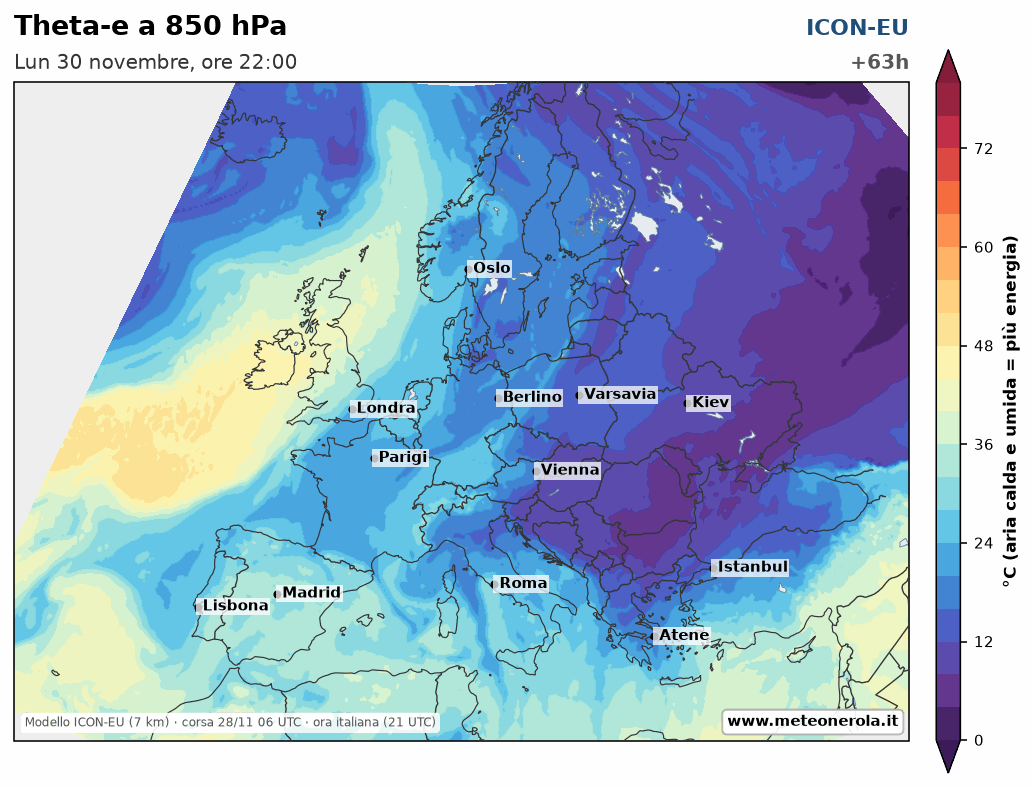 Theta-e a 850 hPa
ICON-EU
Lun 30 novembre, ore 22:00
+63h
72
60
48
36
24
12
0
°C (aria calda e umida = più energia)
Oslo
Londra
Berlino
Varsavia
Kiev
Parigi
Vienna
Istanbul
Roma
Madrid
Lisbona
Atene
Modello ICON-EU (7 km) · corsa 28/11 06 UTC · ora italiana (21 UTC)
www.meteonerola.it